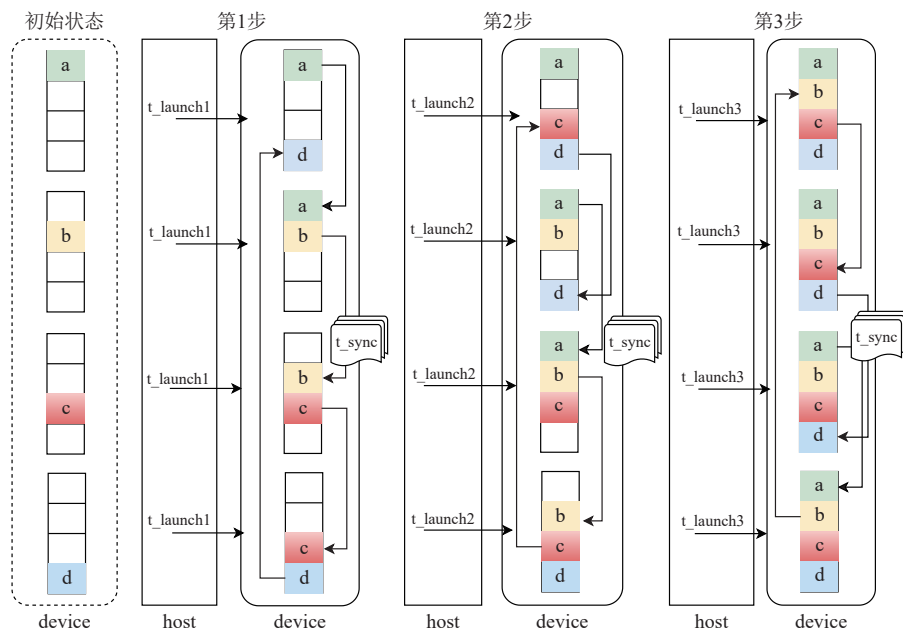 初始状态
a
b
c
d
device
第1步
t_launch1
t_launch1
t_launch1
t_launch1
host
a
d
a
b
b
c
c
d
t_sync
device
第2步
t_launch2
t_launch2
t_launch2
t_launch2
host
a
c
d
a
b
d
a
b
c
b
c
d
t_sync
device
第3步
t_launch3
t_launch3
t_launch3
t_launch3
host
a
b
c
d
a
b
c
d
a
b
c
d
a
b
c
d
t_sync
device